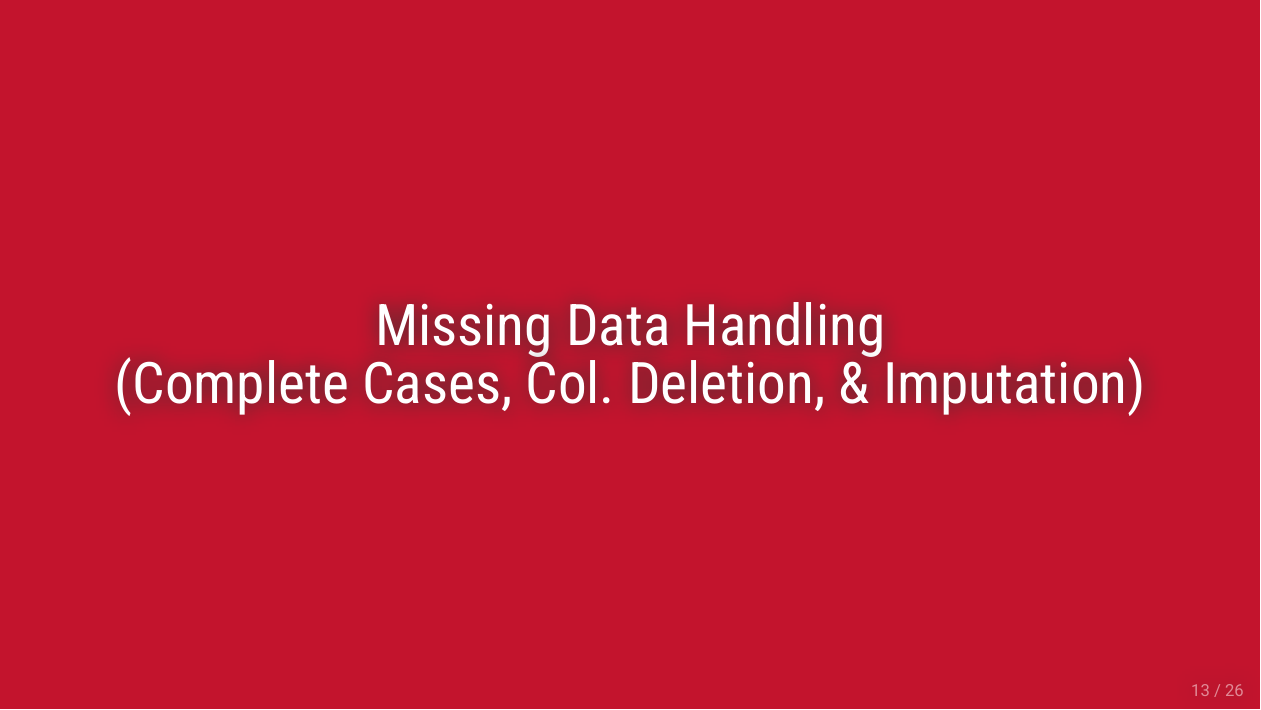 Missing Data Handling
(Complete Cases, Col. Deletion, & Imputation)
13 / 26